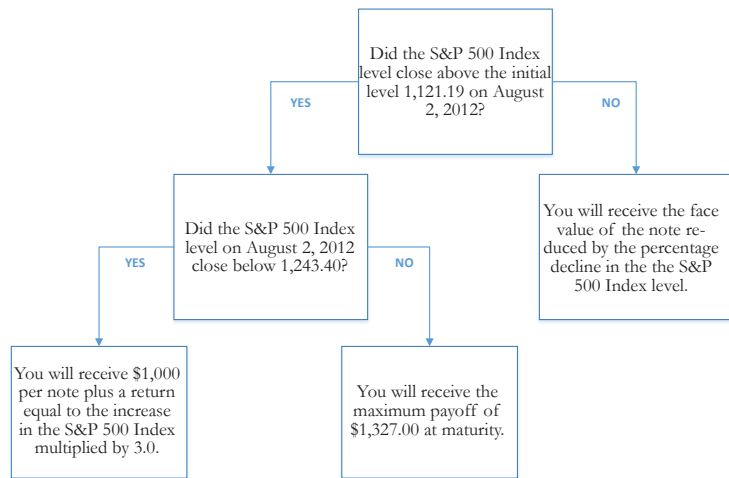 Did the S&P 500 Index
level close above the initial
level 1,121.19 on August
2, 2012?
YES
NO
Did the S&P 500 Index
level on August 2, 2012
close below 1,243.40?
You will receive the face
value of the note re-
duced by the percentage
decline in the the S&P
500 Index level.
YES
NO
You will receive $1,000
per note plus a return
equal to the increase
in the S&P 500 Index
multiplied by 3.0.
You will receive the
maximum payoff of
$1,327.00 at maturity.